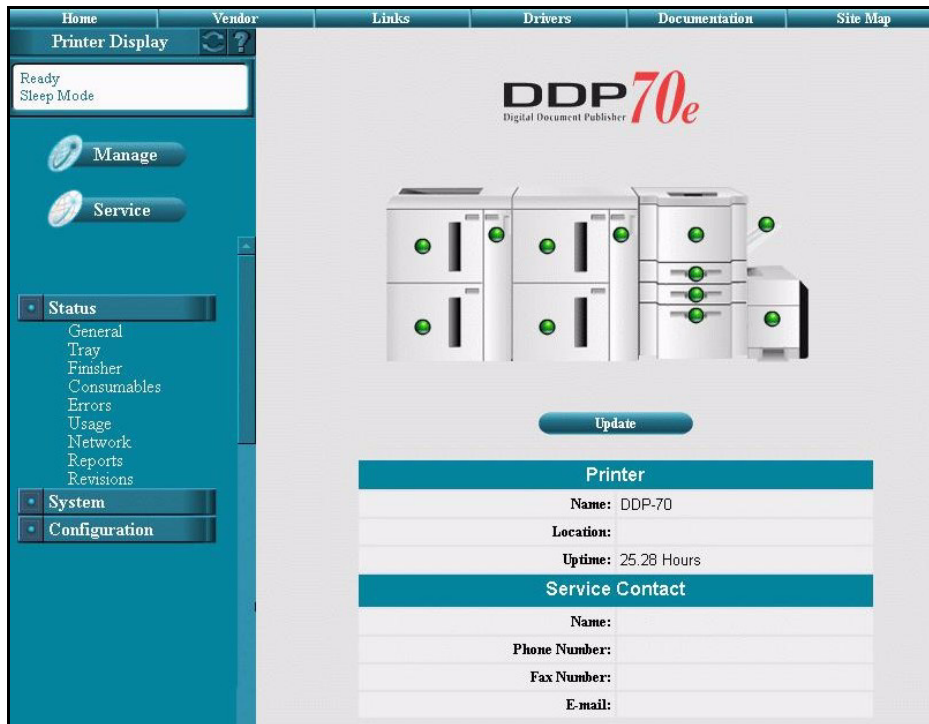 Home Vendor Links Drivers Documentation Site Map
Printer Display ?
Ready
Sleep Mode
Manage
Service
Status
General
Tray
Finisher
Consumables
Errors
Usage
Network
Reports
Revisions
System
Configuration
DDP70e
Digital Document Publisher
Update
Printer
Name: DDP-70
Location:
Uptime: 25.28 Hours
Service Contact
Name:
Phone Number:
Fax Number:
E-mail: